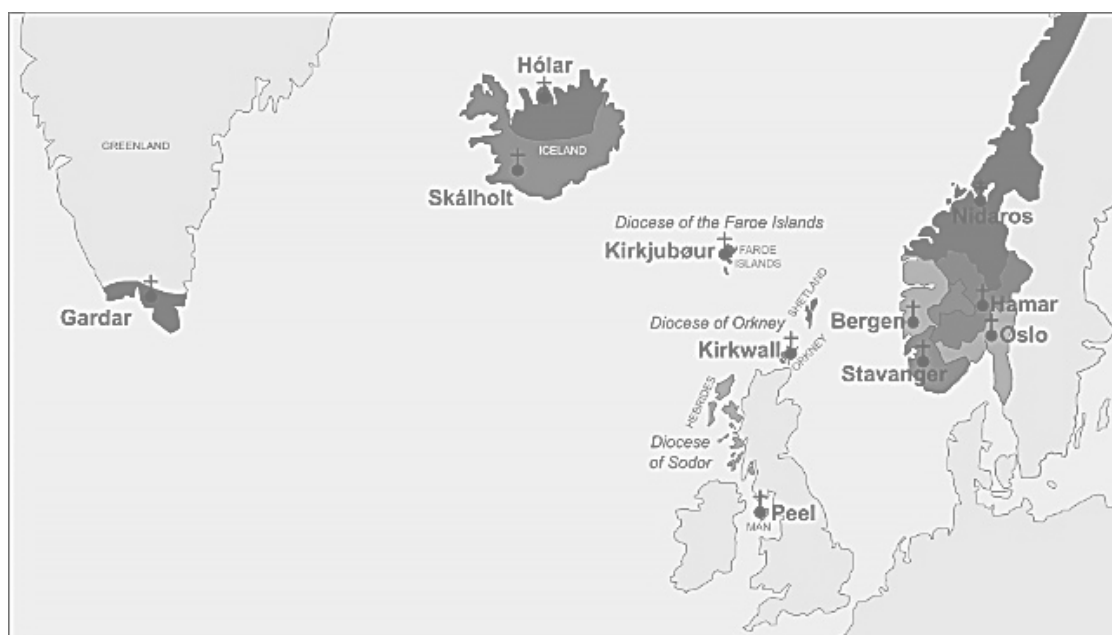 Hólar
GREENLAND
ICELAND
Skálholt
Nidaros
Diocese of the Faroe Islands
Kirkjubøur
FAROE
ISLANDS
Gardar
SHETLAND
Hamar
Bergen
Diocese of Orkney
Oslo
Kirkwall
ORKNEY
Stavanger
HEBRIDES
Diocese
of Sodor
Peel
MAN